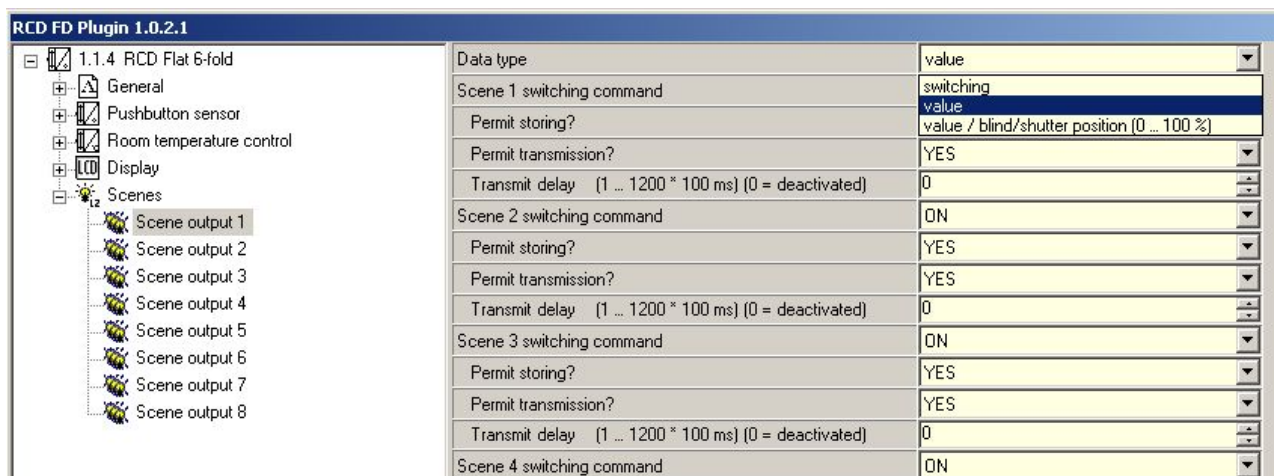 RCD FD Plugin 1.0.2.1
1.1.4 RCD Flat 6-fold
General
Pushbutton sensor
Room temperature control
LCD Display
Scenes
Scene output 1
Scene output 2
Scene output 3
Scene output 4
Scene output 5
Scene output 6
Scene output 7
Scene output 8
Data type value
Scene 1 switching command
switching
value
value / blind/shutter position (0 ... 100 %)
Permit storing?
Permit transmission? YES
Transmit delay (1 ... 1200 * 100 ms) (0 = deactivated) 0
Scene 2 switching command ON
Permit storing? YES
Permit transmission? YES
Transmit delay (1 ... 1200 * 100 ms) (0 = deactivated) 0
Scene 3 switching command ON
Permit storing? YES
Permit transmission? YES
Transmit delay (1 ... 1200 * 100 ms) (0 = deactivated) 0
Scene 4 switching command ON